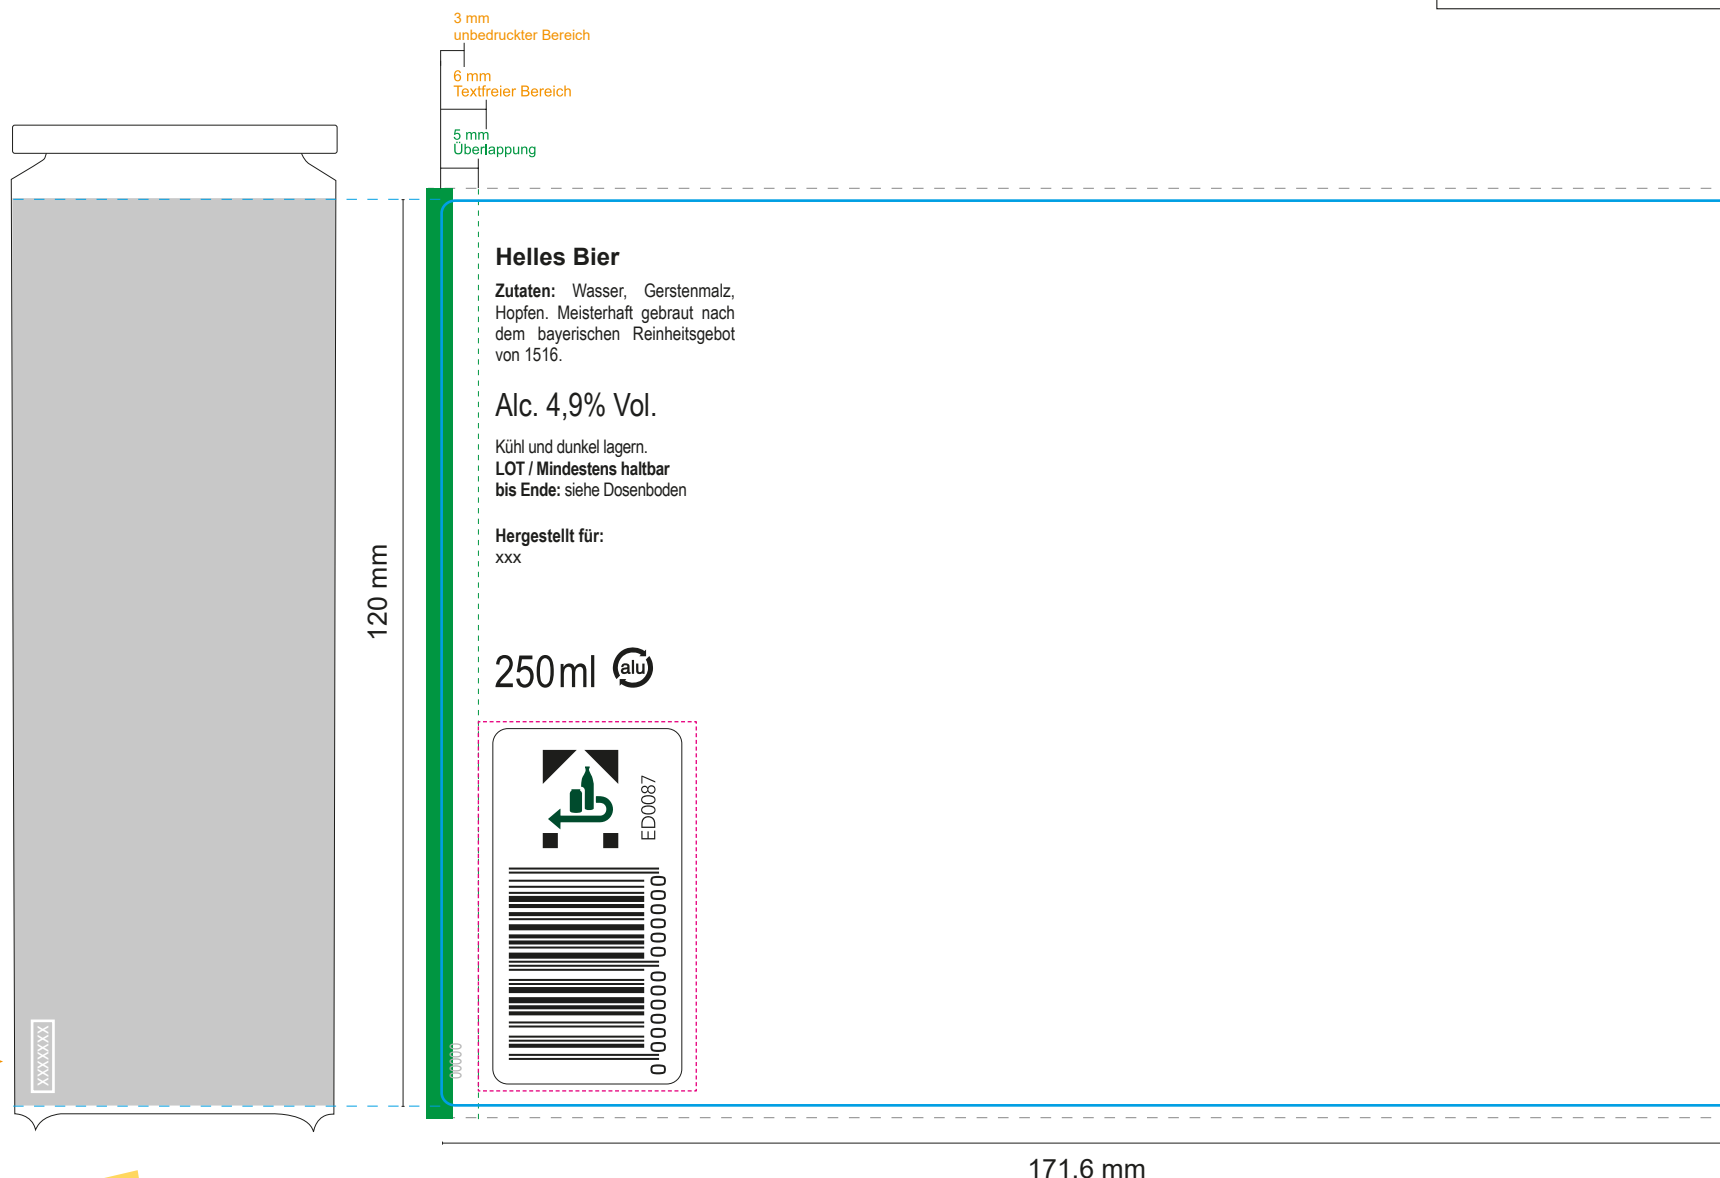 3 mm
unbedruckter Bereich
6 mm
Textfreier Bereich
5 mm
Überlappung
Helles Bier
Zutaten: Wasser, Gerstenmalz,
Hopfen. Meisterhaft gebraut nach
dem bayerischen Reinheitsgebot
von 1516.
Alc. 4,9% Vol.
Kühl und dunkel lagern.
LOT / Mindestens haltbar
bis Ende: siehe Dosenboden
Hergestellt für:
xxx
120 mm
250 ml
alu
ED0087
0 000000 000000
00000
XXXXXXX
171.6 mm